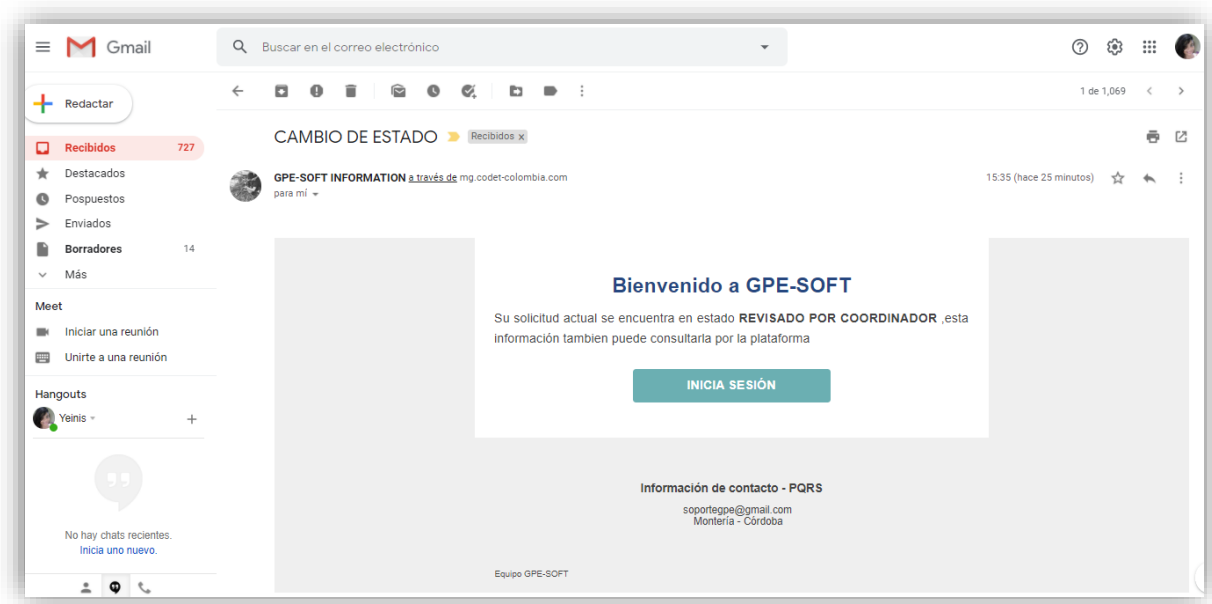 Gmail
Buscar en el correo electrónico
Redactar
1 de 1,069
Recibidos 727
Destacados
Pospuestos
Enviados
Borradores 14
Más
Meet
Iniciar una reunión
Unirte a una reunión
Hangouts
Yeinis
No hay chats recientes.
Inicia uno nuevo.
CAMBIO DE ESTADO Recibidos x
GPE-SOFT INFORMATION a través de mg.codet-colombia.com
15:35 (hace 25 minutos)
para mí
Bienvenido a GPE-SOFT
Su solicitud actual se encuentra en estado REVISADO POR COORDINADOR ,esta
información tambien puede consultarla por la plataforma
INICIA SESIÓN
Información de contacto - PQRS
soportegpe@gmail.com
Montería - Córdoba
Equipo GPE-SOFT